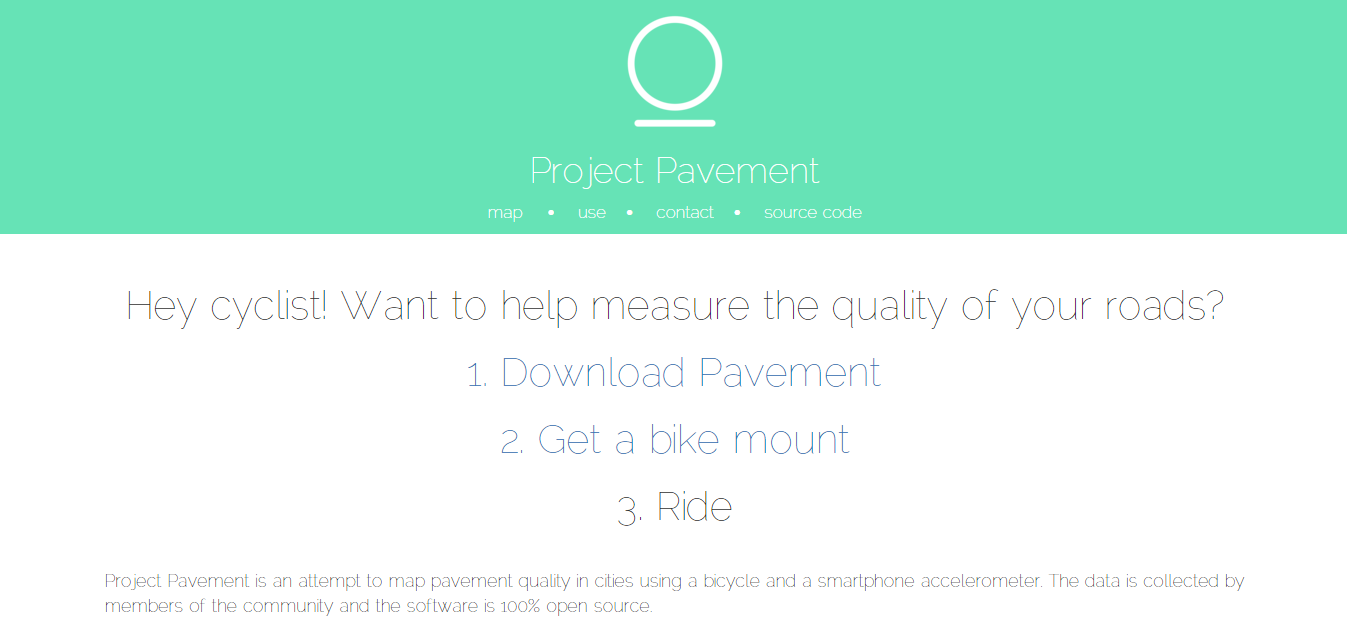 Project Pavement
map • use • contact • source code
Hey cyclist! Want to help measure the quality of your roads?
1. Download Pavement
2. Get a bike mount
3. Ride
Project Pavement is an attempt to map pavement quality in cities using a bicycle and a smartphone accelerometer. The data is collected by
members of the community and the software is 100% open source.